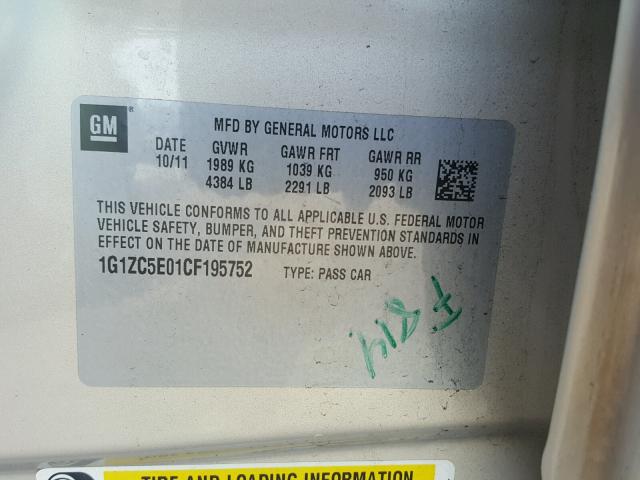 GM
®
MFD BY GENERAL MOTORS LLC
DATE GVWR GAWR FRT GAWR RR
10/11 1989 KG 1039 KG 950 KG
4384 LB 2291 LB 2093 LB
THIS VEHICLE CONFORMS TO ALL APPLICABLE U.S. FEDERAL MOTOR
VEHICLE SAFETY, BUMPER, AND THEFT PREVENTION STANDARDS IN
EFFECT ON THE DATE OF MANUFACTURE SHOWN ABOVE.
1G1ZC5E01CF195752 TYPE: PASS CAR
TIRE AND LOADING INFORMATION